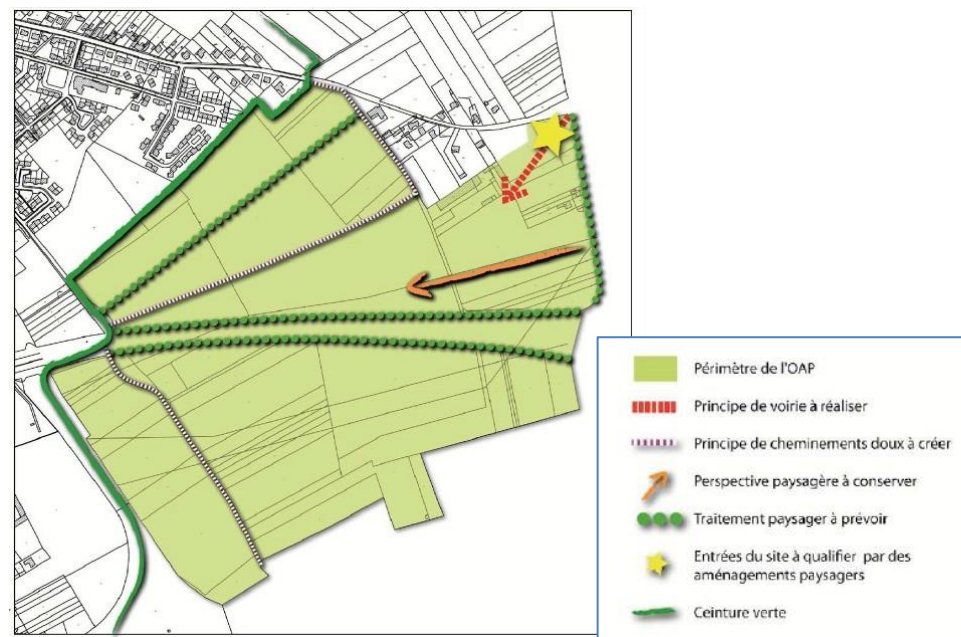 Périmètre de l'OAP
Principe de voirie à réaliser
Principe de cheminements doux à créer
Perspective paysagère à conserver
Traitement paysager à prévoir
Entrées du site à qualifier par des
aménagements paysagers
Ceinture verte